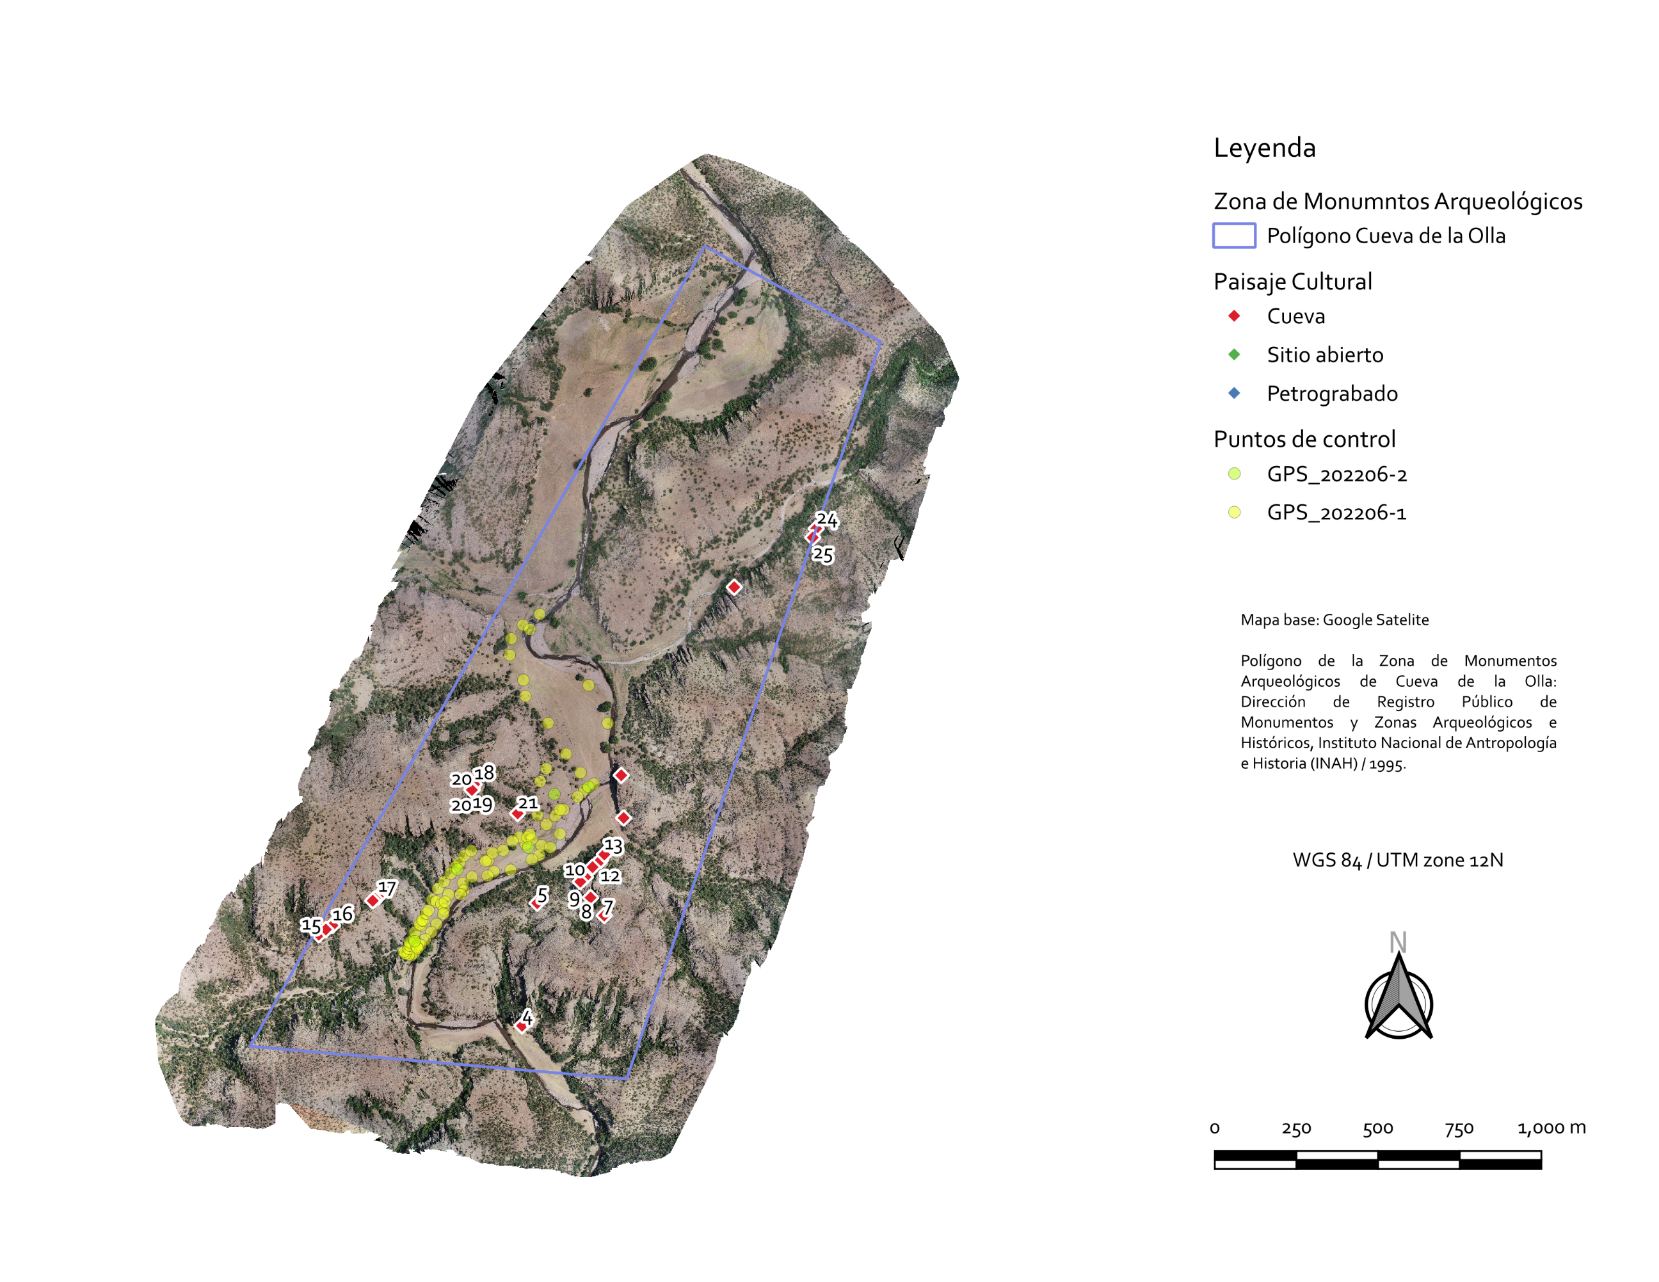 Leyenda
Zona de Monumntos Arqueológicos
Polígono Cueva de la Olla
Paisaje Cultural
Cueva
Sitio abierto
Petrograbado
Puntos de control
GPS_202206-2
GPS_202206-1
Mapa base: Google Satelite
Polígono de la Zona de Monumentos
Arqueológicos de Cueva de la Olla:
Dirección de Registro Público de
Monumentos y Zonas Arqueológicos e
Históricos, Instituto Nacional de Antropología
e Historia (INAH) / 1995.
WGS 84 / UTM zone 12N
N
0 250 500 750 1,000 m
24
25
20 18
20 19
21
13
10
12
17
5
9
8
7
16
15
4